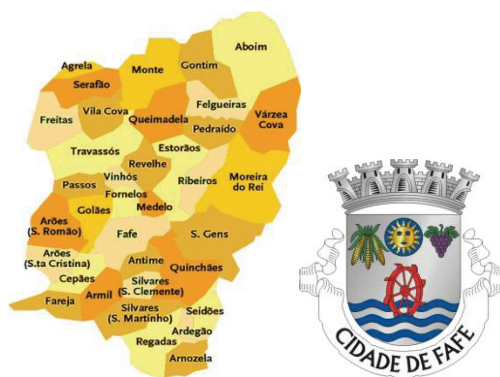 Aboim
Gontim
Agrela
Monte
Serafão
Felgueiras
Vila Cova
Freitas
Queimadela
Várzea
Cova
Pedraído
Travassós
Estorãos
Revelhe
Vinhós
Ribeiros
Moreira
do Rei
Passos
Fornelos
Medelo
Golães
Arões
(S. Romão)
Fafe
S. Gens
Arões
(S.ta Cristina)
Antime
Quinchães
Cepães
Silvares
(S. Clemente)
Fareja
Armil
Silvares
(S. Martinho)
Seidões
Ardegão
Regadas
Arnozela
CIDADE DE FAFE